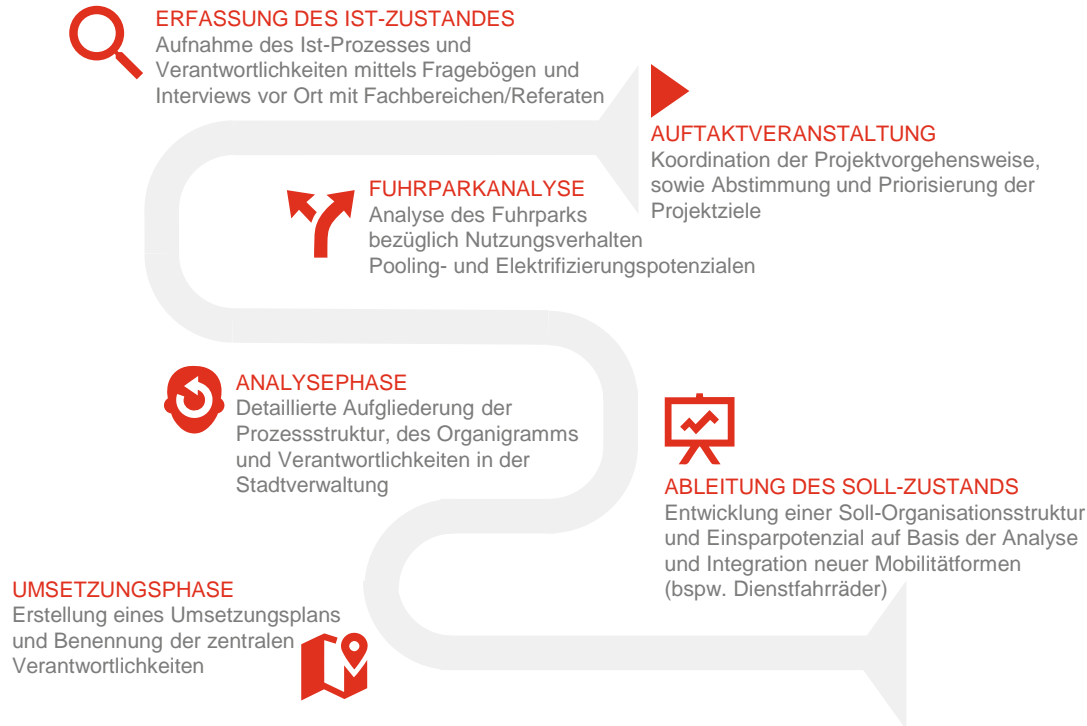 ERFASSUNG DES IST-ZUSTANDES
Aufnahme des Ist-Prozesses und
Verantwortlichkeiten mittels Fragebögen und
Interviews vor Ort mit Fachbereichen/Referaten
AUFTAKTVERANSTALTUNG
Koordination der Projektvorgehensweise,
sowie Abstimmung und Priorisierung der
Projektziele
FUHRPARKANALYSE
Analyse des Fuhrparks
bezüglich Nutzungsverhalten
Pooling- und Elektrifizierungspotenzialen
ANALYSEPHASE
Detaillierte Aufgliederung der
Prozessstruktur, des Organigramms
und Verantwortlichkeiten in der
Stadtverwaltung
ABLEITUNG DES SOLL-ZUSTANDS
Entwicklung einer Soll-Organisationsstruktur
und Einsparpotenzial auf Basis der Analyse
und Integration neuer Mobilitätformen
(bspw. Dienstfahrräder)
UMSETZUNGSPHASE
Erstellung eines Umsetzungsplans
und Benennung der zentralen
Verantwortlichkeiten